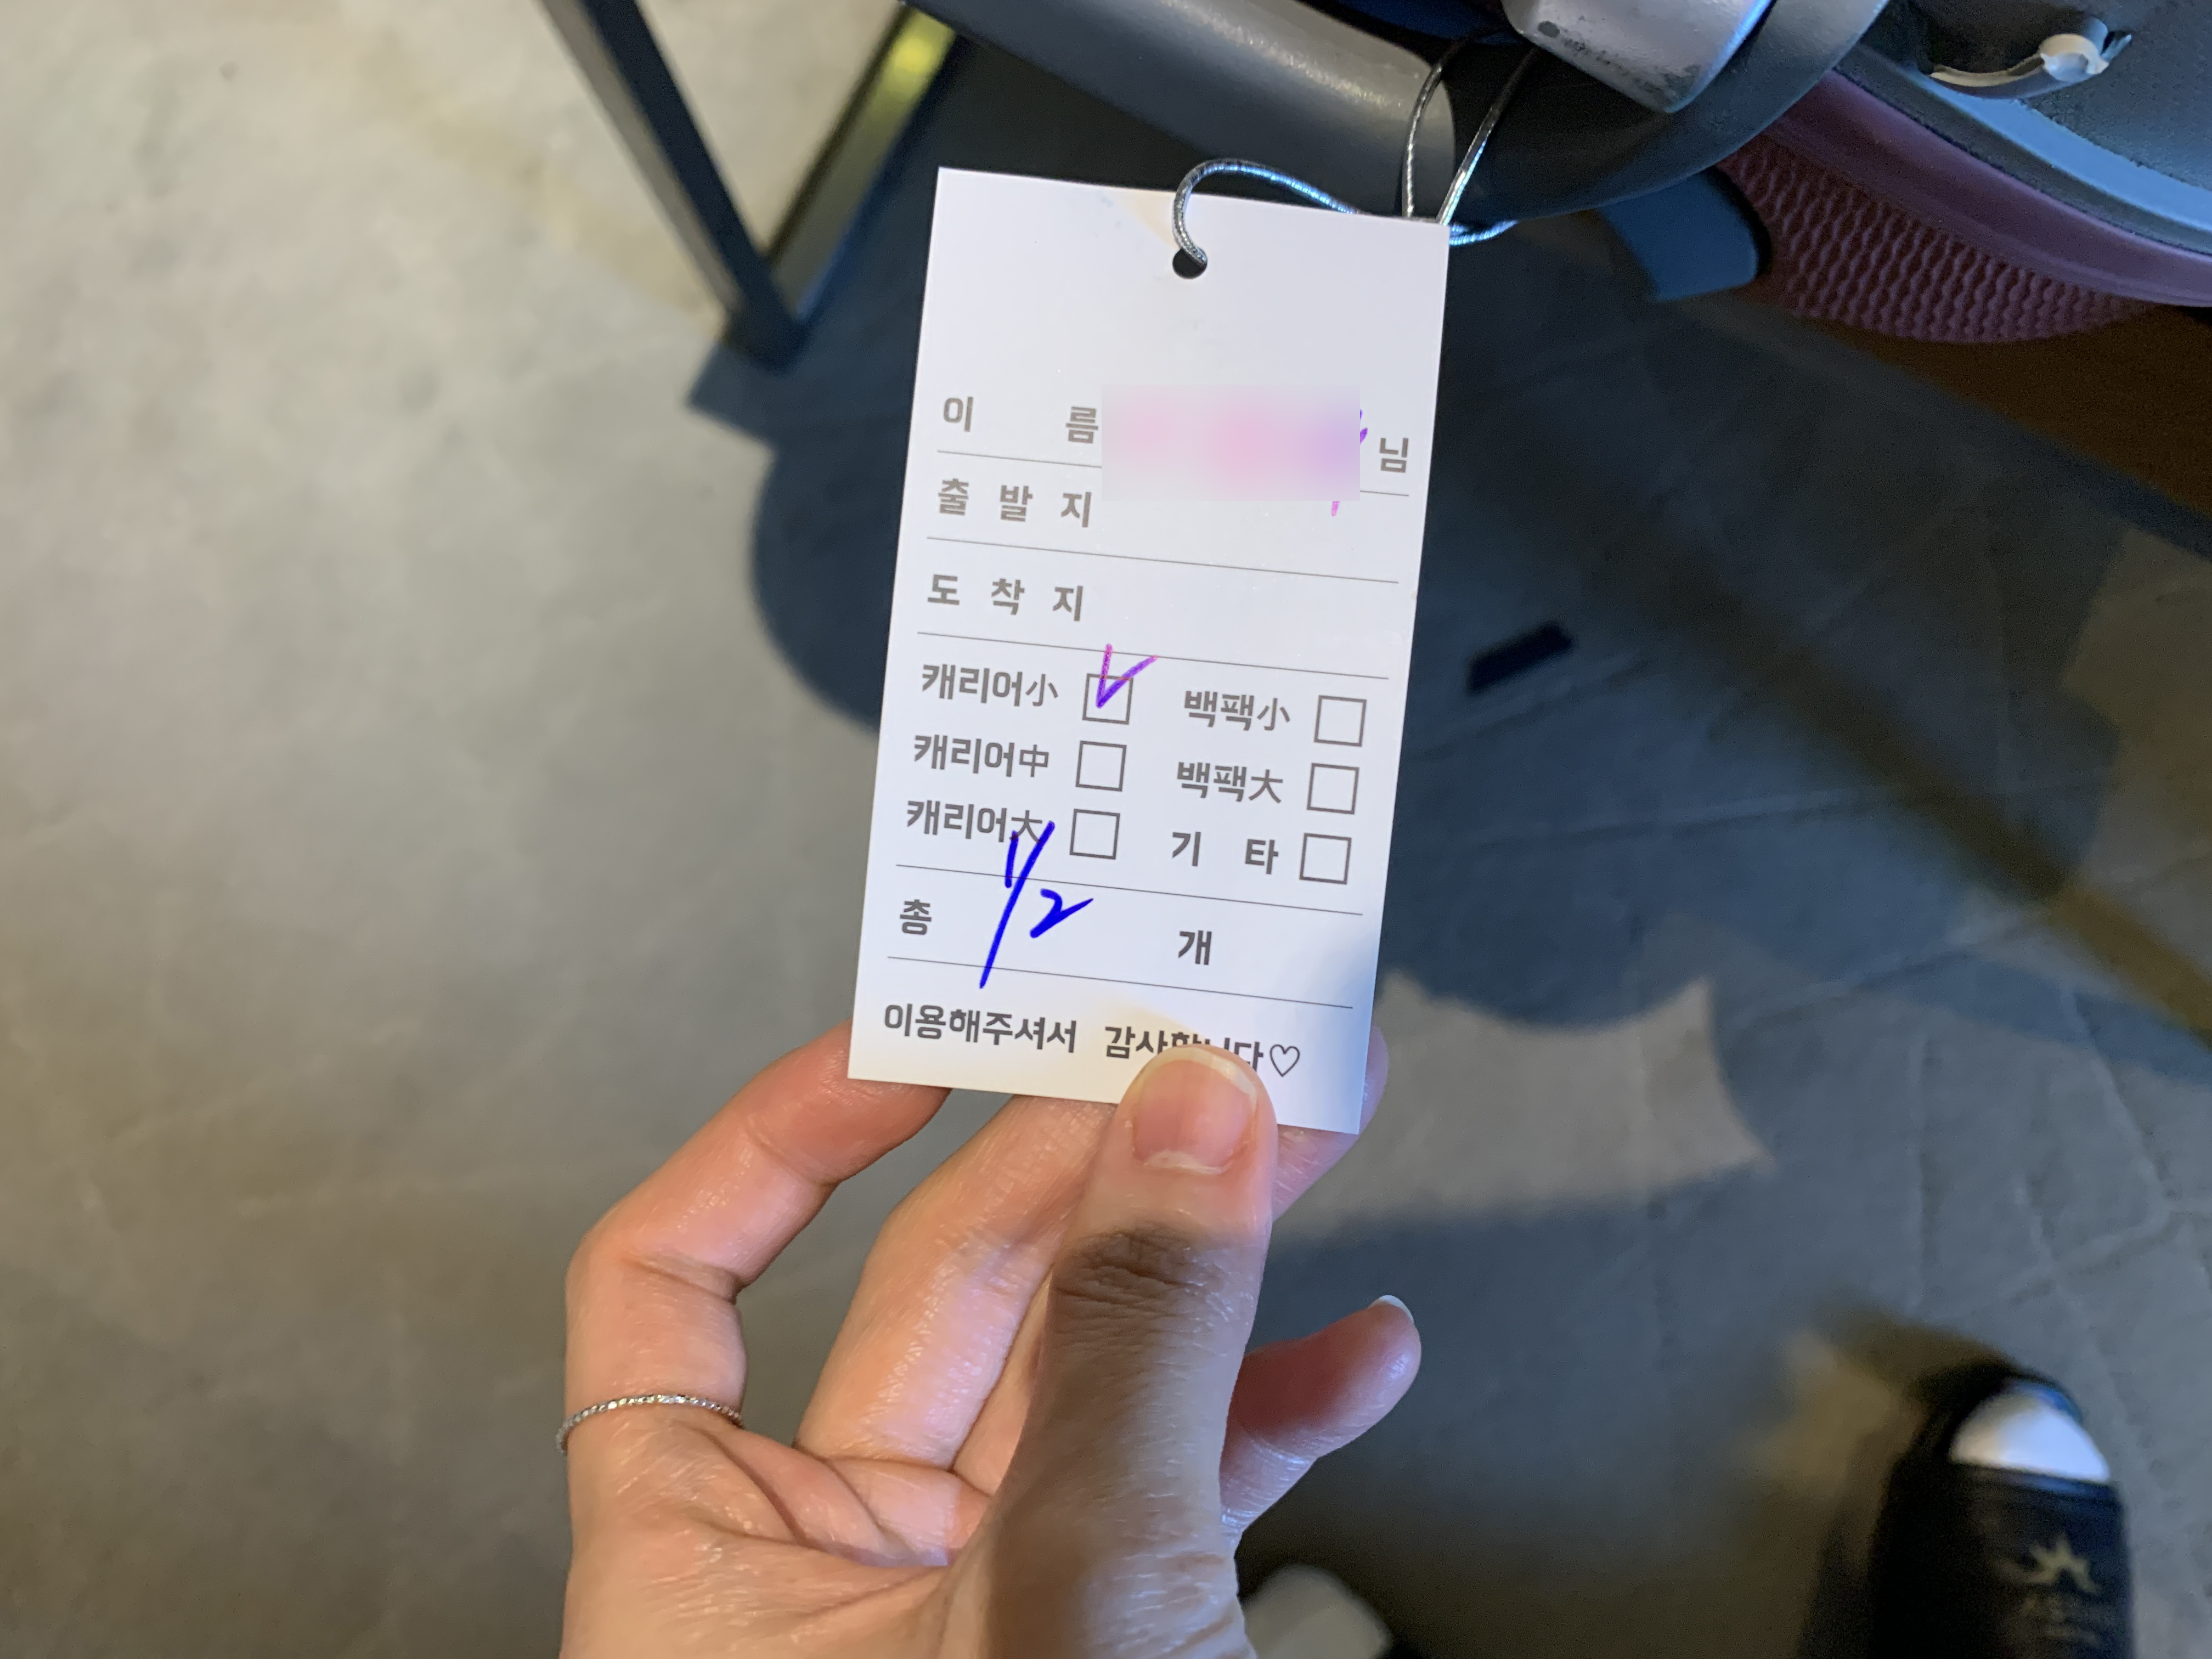 이 름 님
출 발 지
도 착 지
캐리어小 V 백팩小
캐리어中 백팩大
캐리어大 기 타
총 1/2 개
이용해주셔서 감사합니다♡